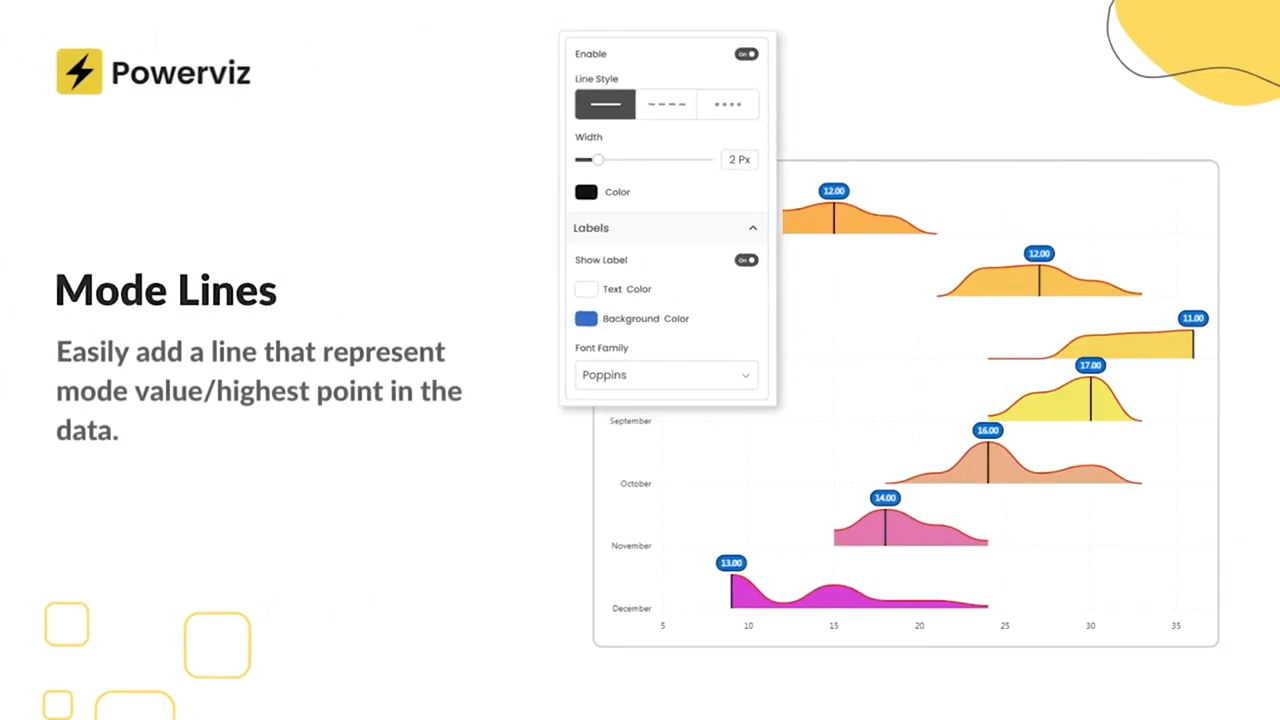 Powerviz
Mode Lines
Easily add a line that represent
mode value/highest point in the
data.
Enable
On
Line Style
Width
2 Px
Color
Labels
Show Label
On
Text Color
Background Color
Font Family
Poppins
12.00
12.00
11.00
17.00
September
16.00
October
14.00
November
13.00
December
5 10 15 20 25 30 35